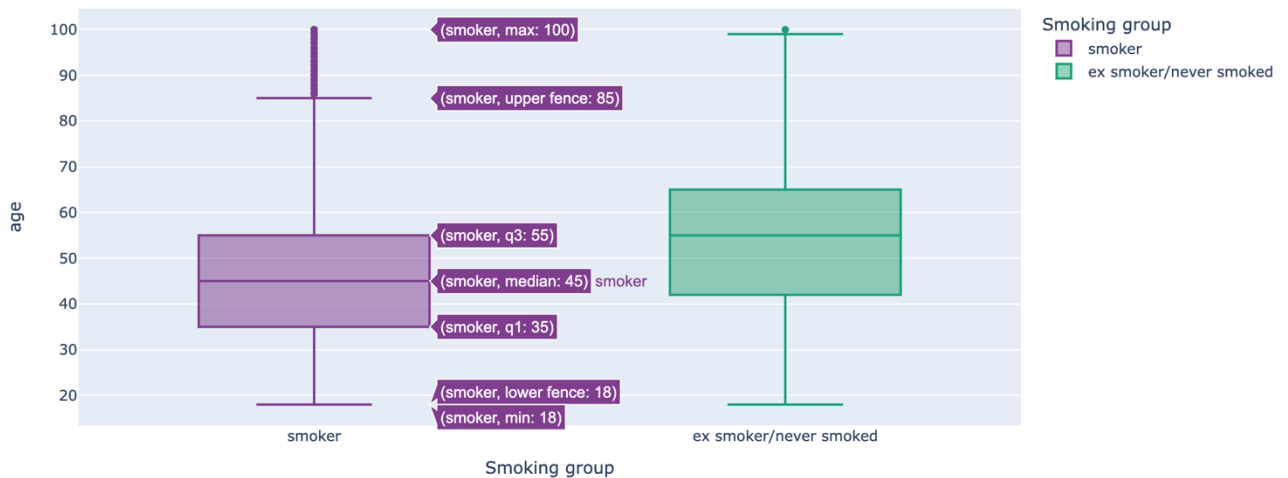 Smoking group
smoker
ex smoker/never smoked
100
90
80
70
60
50
40
30
20
age
(smoker, max: 100)
(smoker, upper fence: 85)
(smoker, q3: 55)
(smoker, median: 45) smoker
(smoker, q1: 35)
(smoker, lower fence: 18)
(smoker, min: 18)
smoker
ex smoker/never smoked
Smoking group